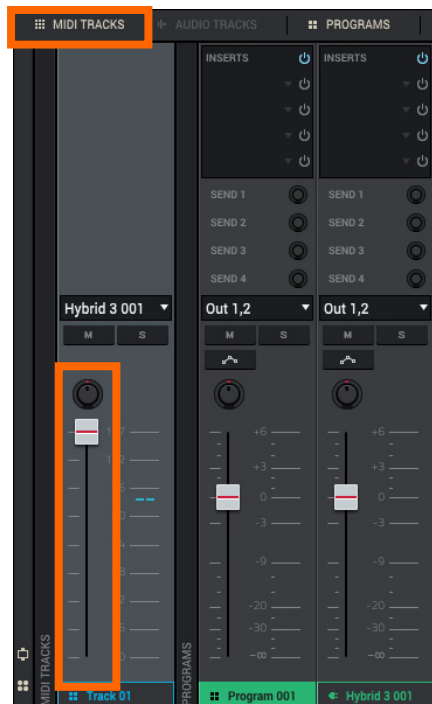 MIDI TRACKS
AUDIO TRACKS
PROGRAMS
INSERTS
INSERTS
SEND 1
SEND 1
SEND 2
SEND 2
SEND 3
SEND 3
SEND 4
SEND 4
Hybrid 3 001
Out 1,2
Out 1,2
M S
M S
M S
+6
+6
+3
+3
0
0
-3
-3
-9
-9
-20
-20
-30
-30
-∞
-∞
MIDI TRACKS
PROGRAMS
Track 01
Program 001
Hybrid 3 001